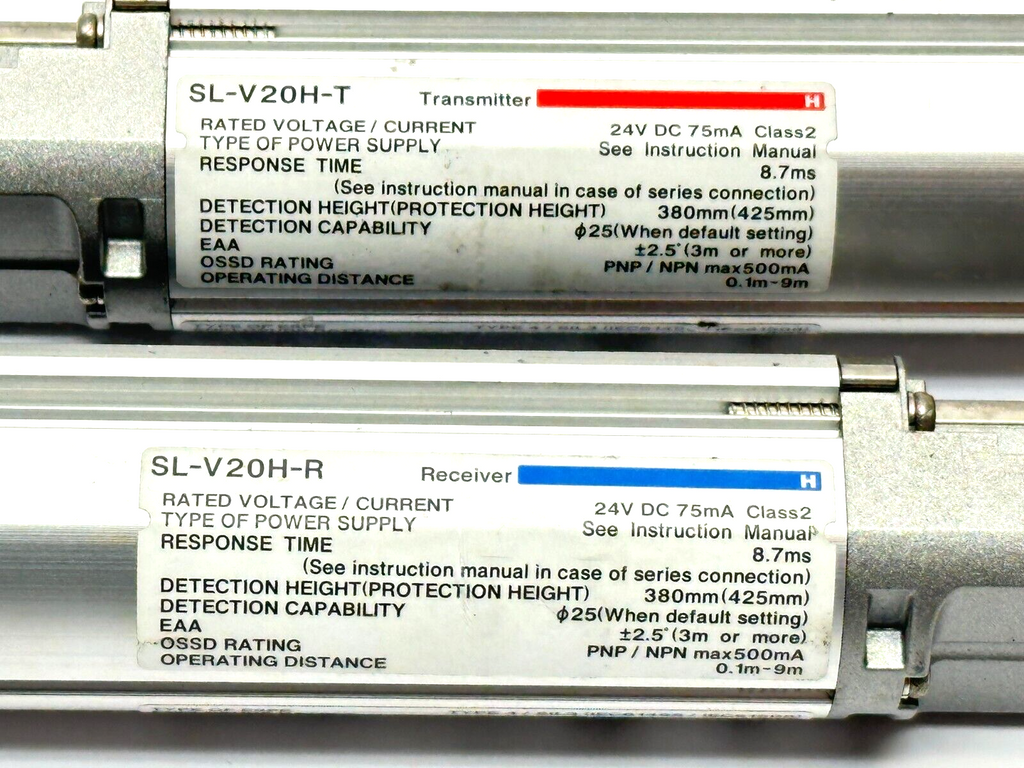 SL-V20H-T Transmitter H
RATED VOLTAGE / CURRENT 24V DC 75mA Class2
TYPE OF POWER SUPPLY See Instruction Manual
RESPONSE TIME 8.7ms
(See instruction manual in case of series connection)
DETECTION HEIGHT(PROTECTION HEIGHT) 380mm(425mm)
DETECTION CAPABILITY ϕ25(When default setting)
EAA ±2.5°(3m or more)
OSSD RATING PNP / NPN max500mA
OPERATING DISTANCE 0.1m-9m
SL-V20H-R Receiver H
RATED VOLTAGE / CURRENT 24V DC 75mA Class2
TYPE OF POWER SUPPLY See Instruction Manual
RESPONSE TIME 8.7ms
(See instruction manual in case of series connection)
DETECTION HEIGHT(PROTECTION HEIGHT) 380mm(425mm)
DETECTION CAPABILITY ϕ25(When default setting)
EAA ±2.5°(3m or more)
OSSD RATING PNP / NPN max500mA
OPERATING DISTANCE 0.1m-9m